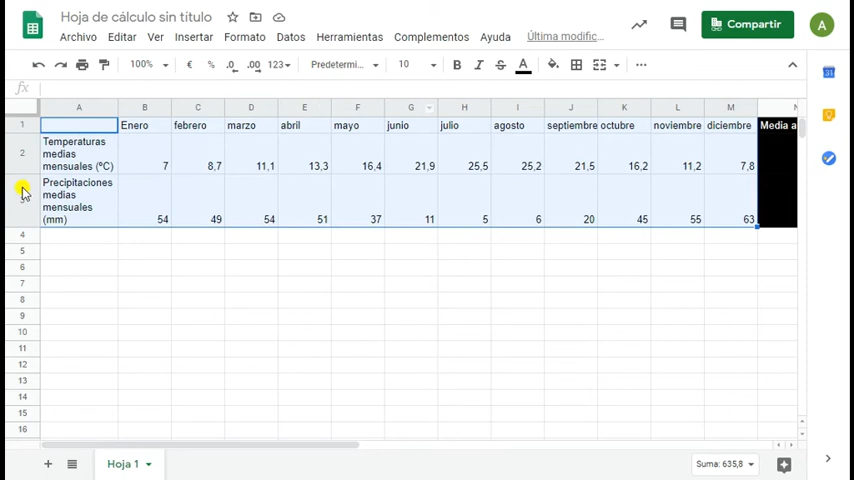 Hoja de cálculo sin título
Archivo Editar Ver Insertar Formato Datos Herramientas Complementos Ayuda Última modific...
Compartir
A
100% € % .0 .00 123 Predetermi... 10 B I S A
fx
A B C D E F G H I J K L M N
1 Enero febrero marzo abril mayo junio julio agosto septiembre octubre noviembre diciembre Media a
Temperaturas
medias
2 mensuales (ºC) 7 8,7 11,1 13,3 16,4 21,9 25,5 25,2 21,5 16,2 11,2 7,8
Precipitaciones
medias
3 mensuales
(mm) 54 49 54 51 37 11 5 6 20 45 55 63
4
5
6
7
8
9
10
11
12
13
14
15
16
Hoja 1
Suma: 635,8